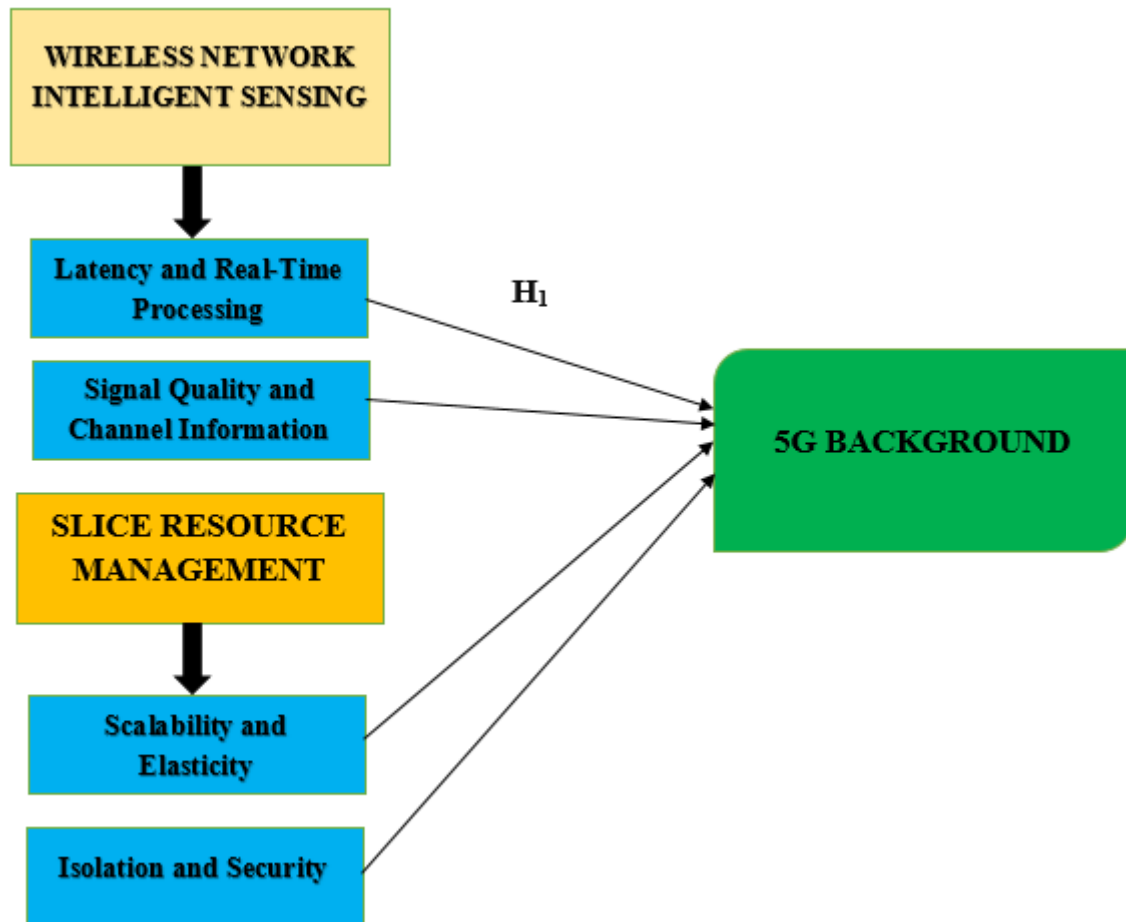 WIRELESS NETWORK
INTELLIGENT SENSING
Latency and Real-Time
Processing
H₁
Signal Quality and
Channel Information
5G BACKGROUND
SLICE RESOURCE
MANAGEMENT
Scalability and
Elasticity
Isolation and Security